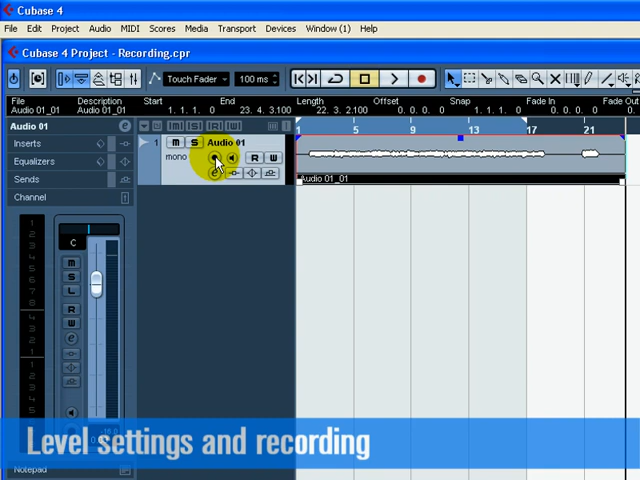 Cubase 4
File Edit Project Audio MIDI Scores Media Transport Devices Window (1) Help
Cubase 4 Project - Recording.cpr
Touch Fader 100 ms
File Description Start End Length Offset Snap Fade In Fade Out
Audio 01_01 Audio 01_01 1. 1. 1. 0 23. 4. 3.100 22. 3. 2.100 0. 0. 0. 0 1. 1. 1. 0 0. 0. 0. 0
Audio 01
Inserts
Equalizers
Sends
Channel
1 M S Audio 01
mono R W
1 5 9 13 17 21
Audio 01_01
C
M
S
L
R
W
e
Level settings and recording
Notepad